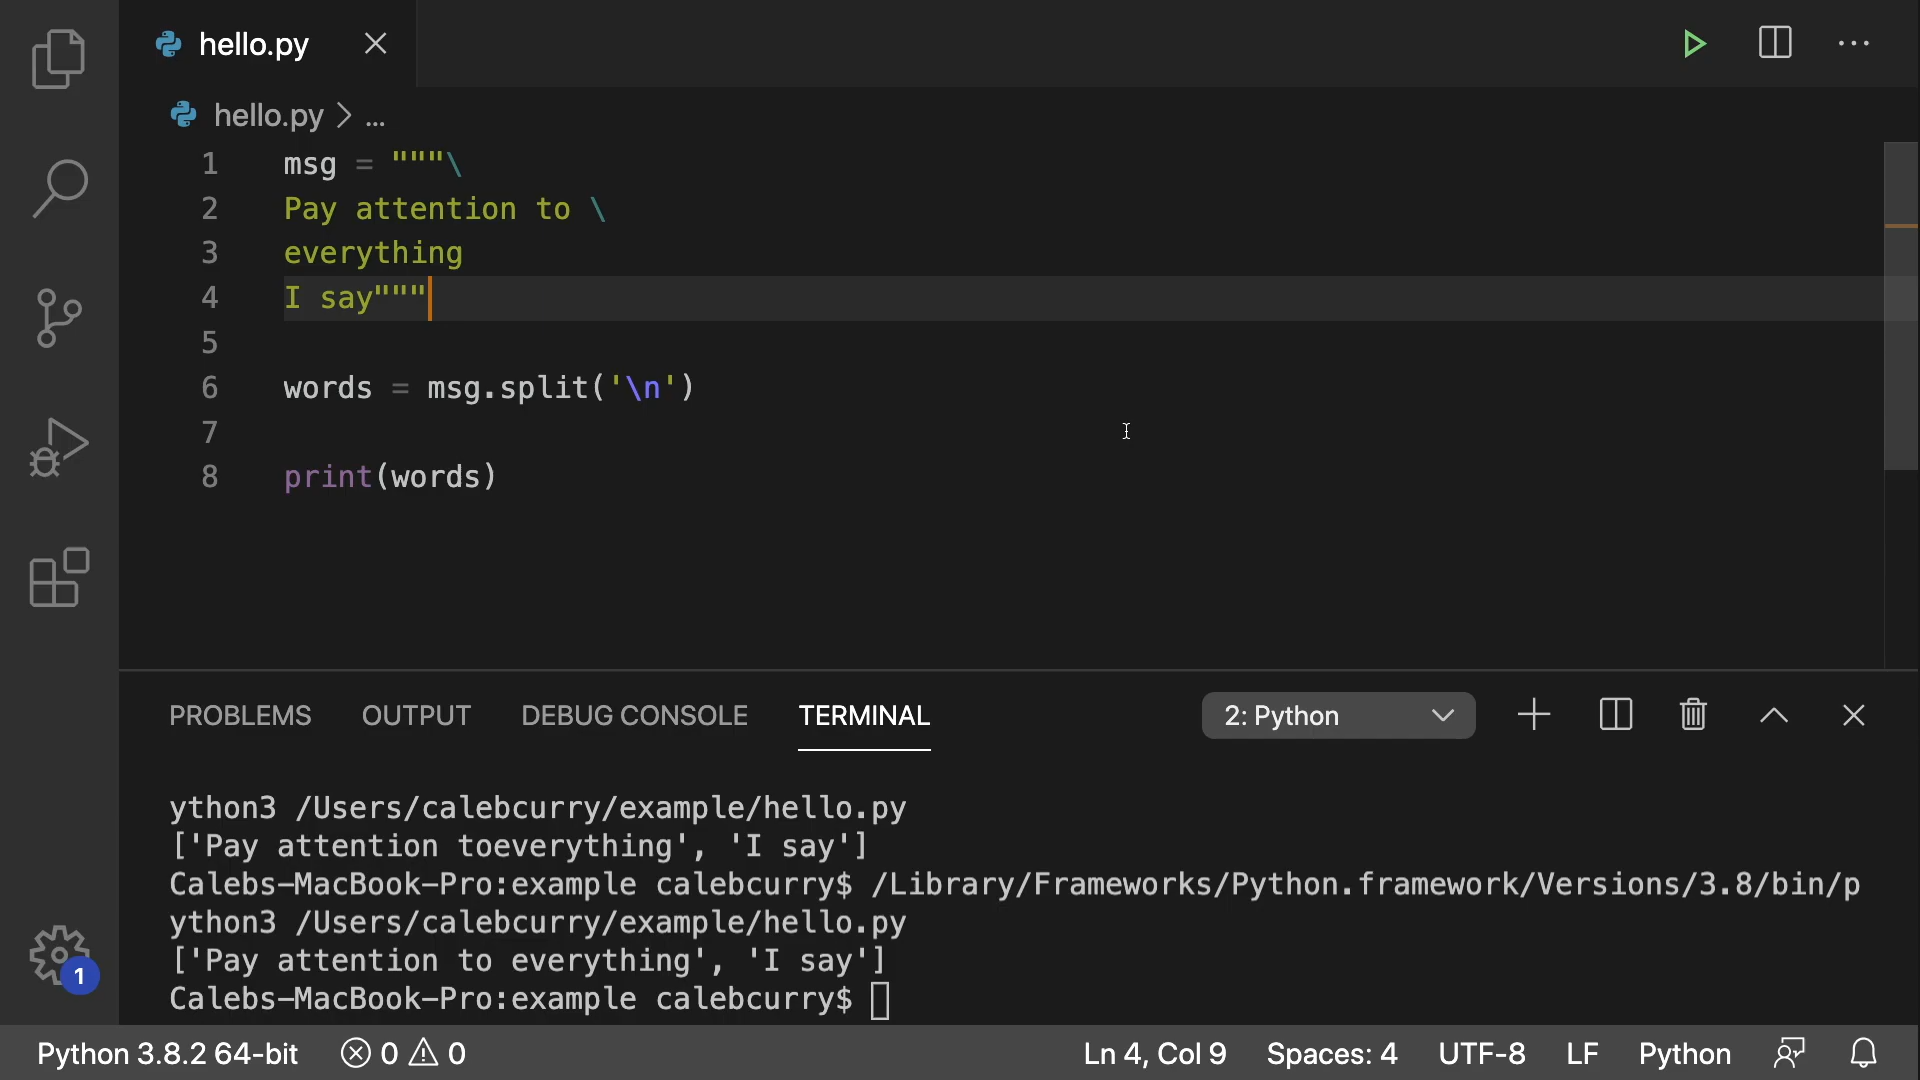 hello.py
hello.py > ...
1 msg = """\
2 Pay attention to \
3 everything
4 I say"""
5
6 words = msg.split('\n')
7
8 print(words)
PROBLEMS OUTPUT DEBUG CONSOLE TERMINAL 2: Python
ython3 /Users/calebcurry/example/hello.py
['Pay attention toeverything', 'I say']
Calebs-MacBook-Pro:example calebcurry$ /Library/Frameworks/Python.framework/Versions/3.8/bin/p
ython3 /Users/calebcurry/example/hello.py
['Pay attention to everything', 'I say']
Calebs-MacBook-Pro:example calebcurry$
1
Python 3.8.2 64-bit 0 0 Ln 4, Col 9 Spaces: 4 UTF-8 LF Python